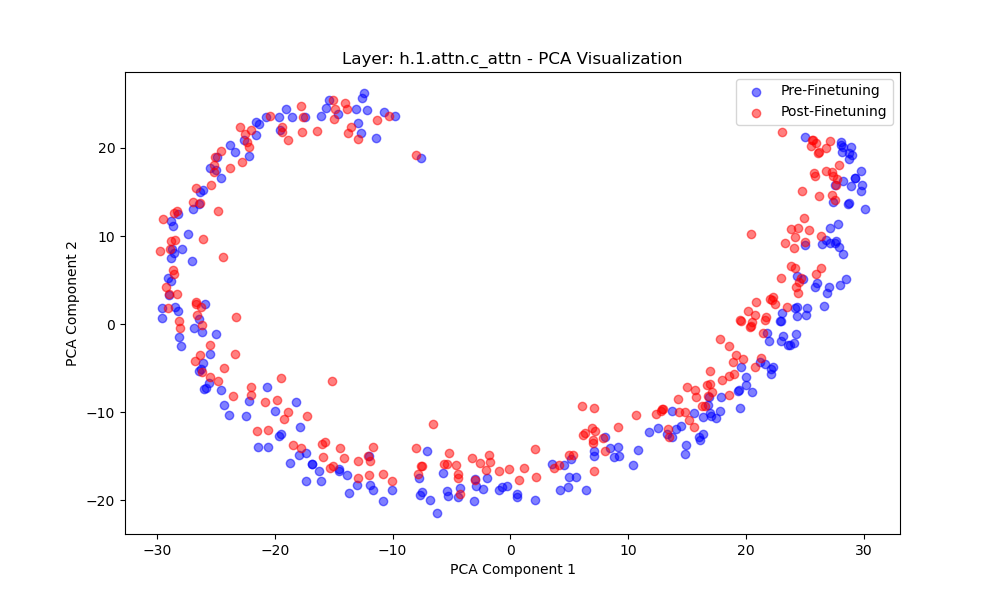 Layer: h.1.attn.c_attn - PCA Visualization
Pre-Finetuning
Post-Finetuning
20
10
0
−10
−20
PCA Component 2
−30 −20 −10 0 10 20 30
PCA Component 1